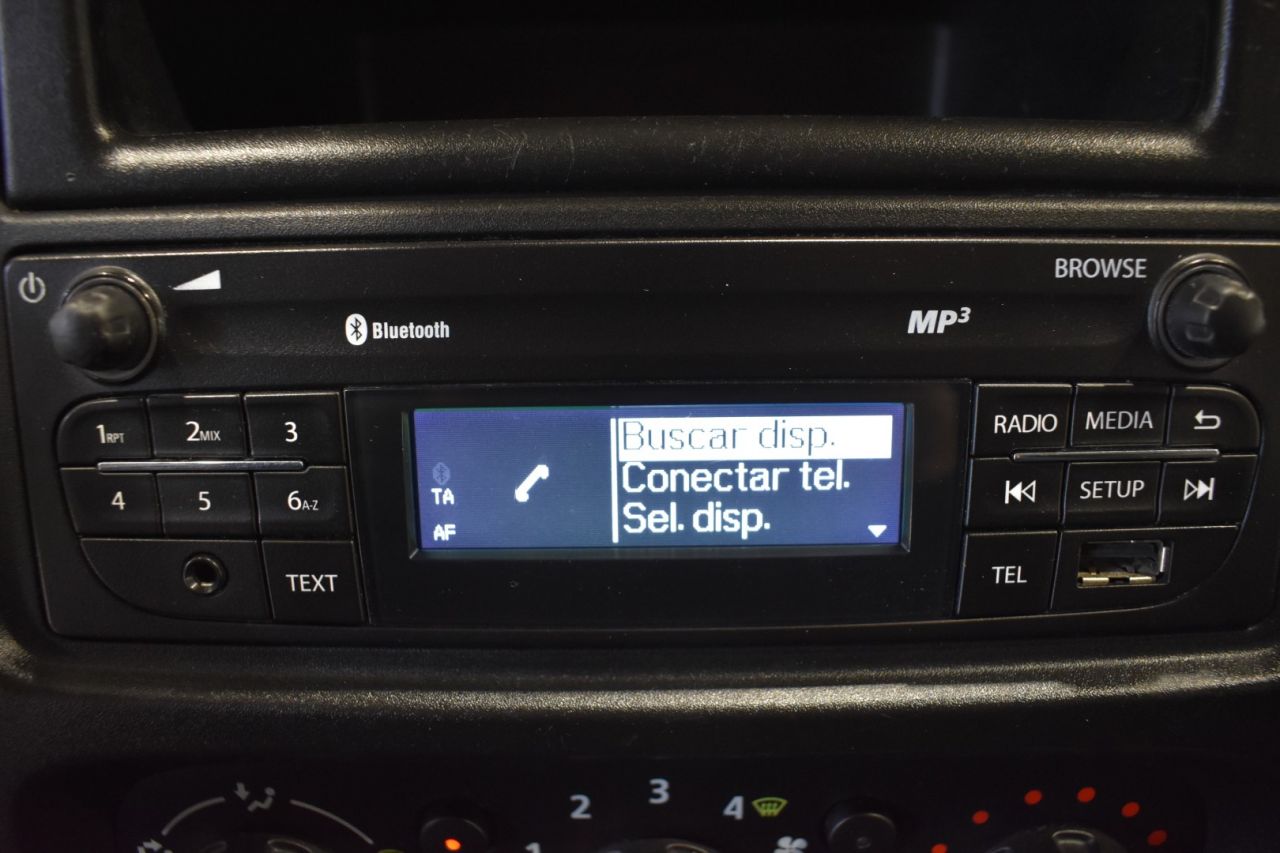 BROWSE
Bluetooth
MP3
1RPT 2MIX 3
4 5 6A-Z
TEXT
Buscar disp.
Conectar tel.
Sel. disp.
TA
AF
RADIO MEDIA
SETUP
TEL
1 2 3 4